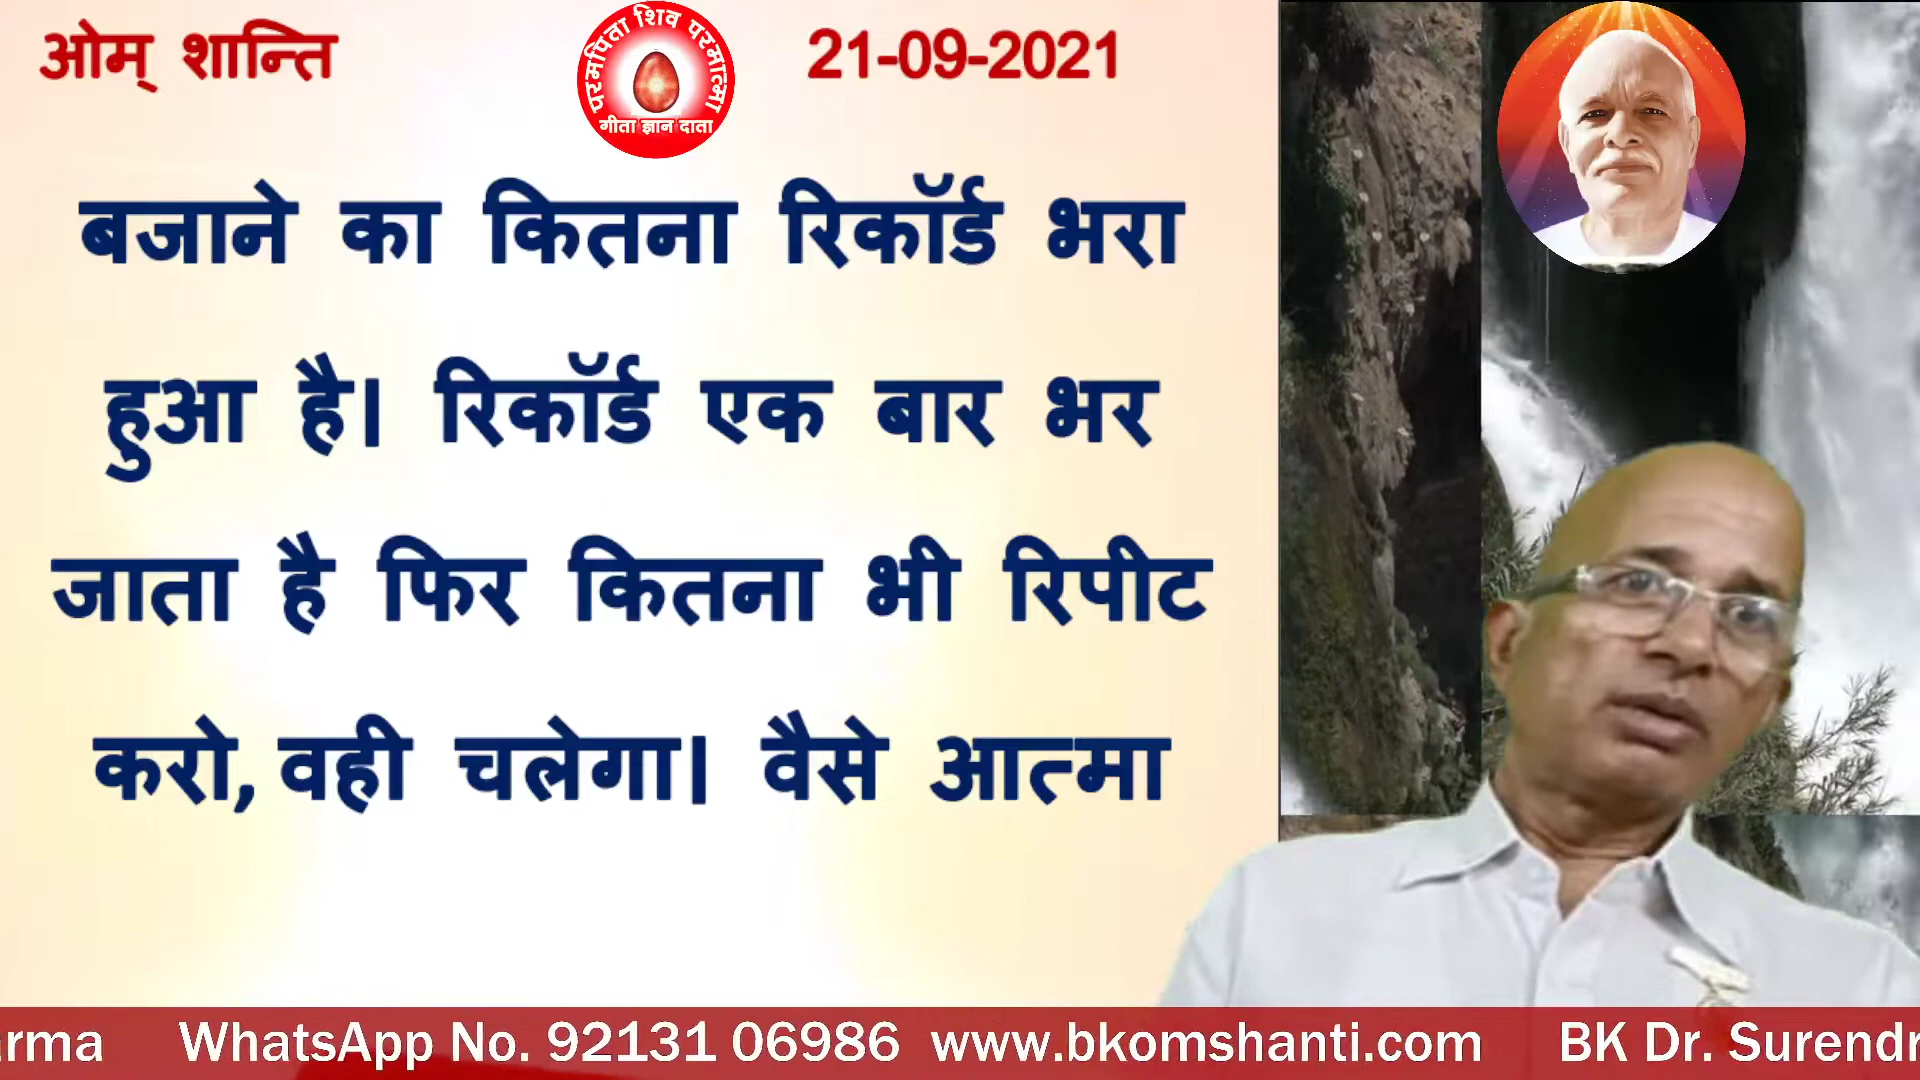 ओम् शान्ति
परमपिता शिव परमात्मा
गीता ज्ञान दाता
21-09-2021
बजाने का कितना रिकॉर्ड भरा
हुआ है। रिकॉर्ड एक बार भर
जाता है फिर कितना भी रिपीट
करो, वही चलेगा। वैसे आत्मा
arma WhatsApp No. 92131 06986 www.bkomshanti.com BK Dr. Surendr